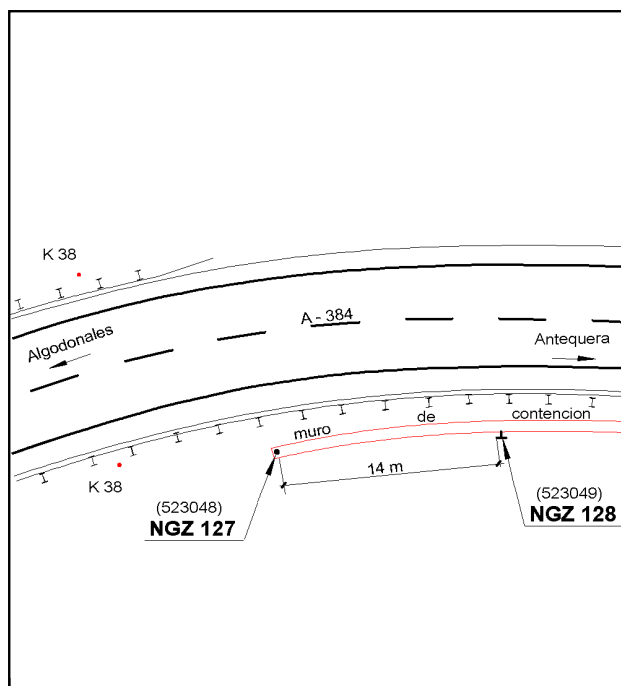 K 38
A - 384
Algodonales
Antequera
muro de contencion
K 38
14 m
(523048)
NGZ 127
(523049)
NGZ 128